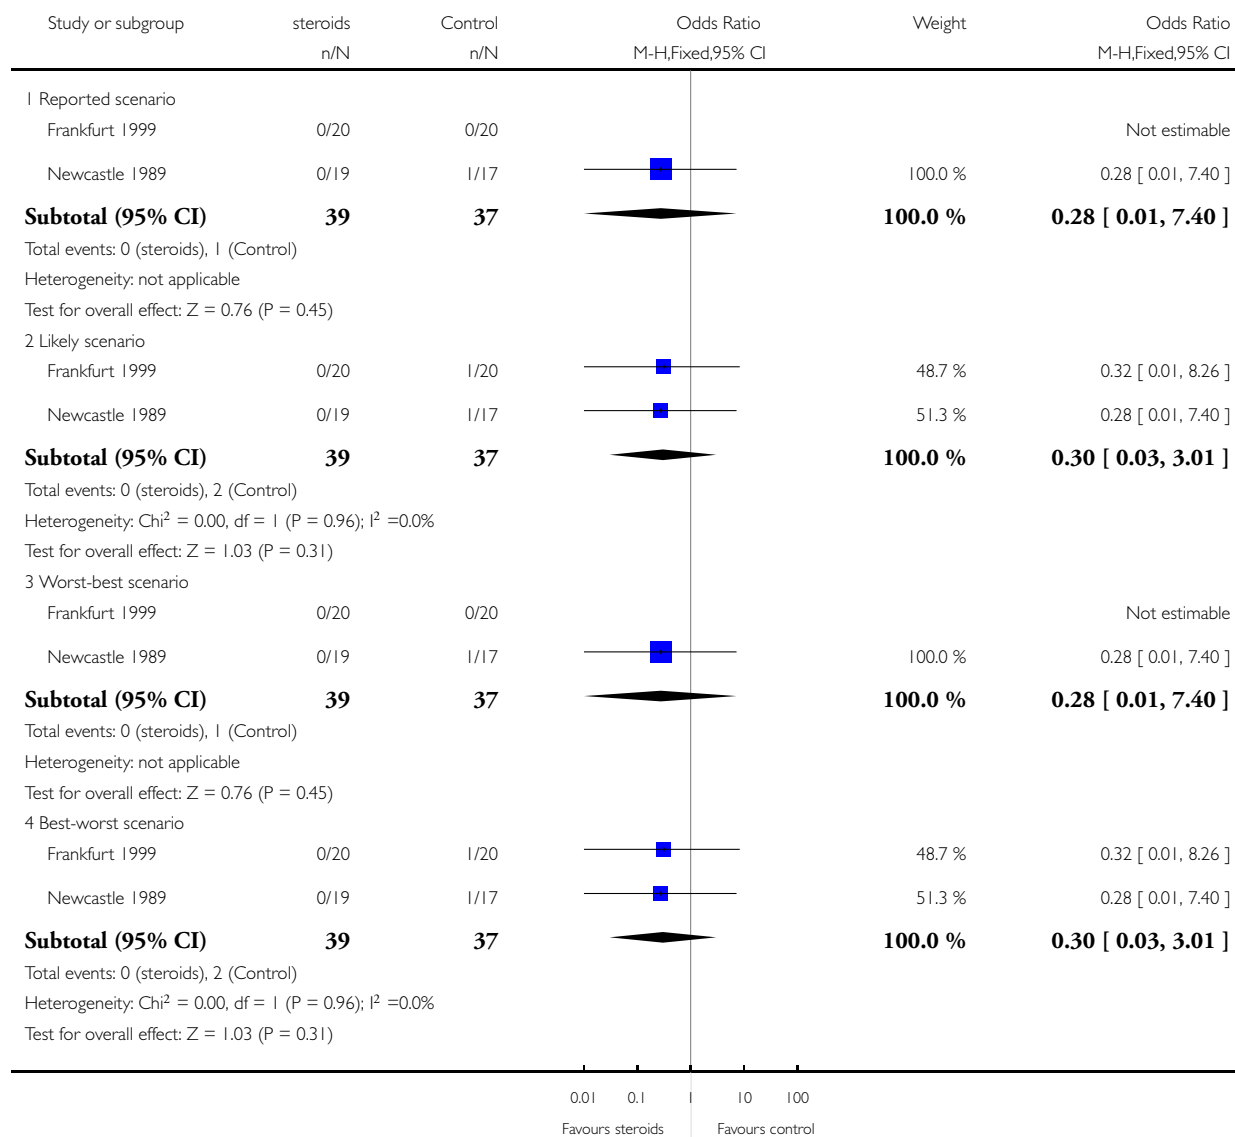 Study or subgroup steroids Control Odds Ratio Weight Odds Ratio
n/N n/N M-H,Fixed,95% CI M-H,Fixed,95% CI
1 Reported scenario
Frankfurt 1999 0/20 0/20 Not estimable
Newcastle 1989 0/19 1/17 100.0 % 0.28 [ 0.01, 7.40 ]
Subtotal (95% CI) 39 37 100.0 % 0.28 [ 0.01, 7.40 ]
Total events: 0 (steroids), 1 (Control)
Heterogeneity: not applicable
Test for overall effect: Z = 0.76 (P = 0.45)
2 Likely scenario
Frankfurt 1999 0/20 1/20 48.7 % 0.32 [ 0.01, 8.26 ]
Newcastle 1989 0/19 1/17 51.3 % 0.28 [ 0.01, 7.40 ]
Subtotal (95% CI) 39 37 100.0 % 0.30 [ 0.03, 3.01 ]
Total events: 0 (steroids), 2 (Control)
Heterogeneity: Chi² = 0.00, df = 1 (P = 0.96); I² =0.0%
Test for overall effect: Z = 1.03 (P = 0.31)
3 Worst-best scenario
Frankfurt 1999 0/20 0/20 Not estimable
Newcastle 1989 0/19 1/17 100.0 % 0.28 [ 0.01, 7.40 ]
Subtotal (95% CI) 39 37 100.0 % 0.28 [ 0.01, 7.40 ]
Total events: 0 (steroids), 1 (Control)
Heterogeneity: not applicable
Test for overall effect: Z = 0.76 (P = 0.45)
4 Best-worst scenario
Frankfurt 1999 0/20 1/20 48.7 % 0.32 [ 0.01, 8.26 ]
Newcastle 1989 0/19 1/17 51.3 % 0.28 [ 0.01, 7.40 ]
Subtotal (95% CI) 39 37 100.0 % 0.30 [ 0.03, 3.01 ]
Total events: 0 (steroids), 2 (Control)
Heterogeneity: Chi² = 0.00, df = 1 (P = 0.96); I² =0.0%
Test for overall effect: Z = 1.03 (P = 0.31)
0.01 0.1 1 10 100
Favours steroids Favours control